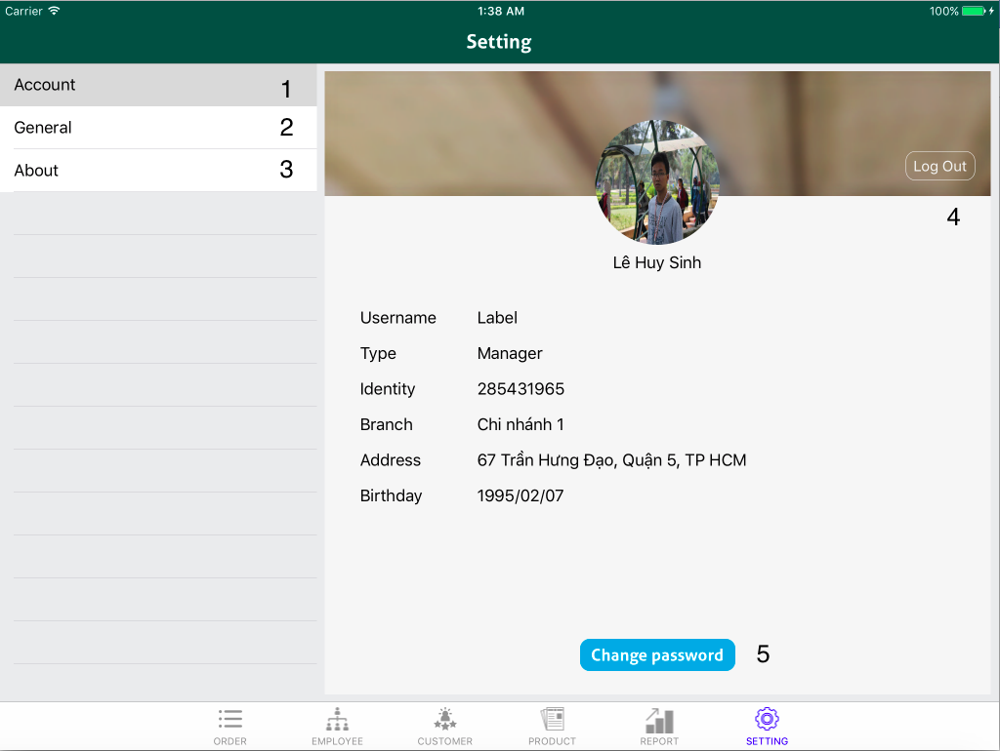 Carrier 1:38 AM 100%
Setting
Account 1
General 2
About 3
Log Out
4
Lê Huy Sinh
Username Label
Type Manager
Identity 285431965
Branch Chi nhánh 1
Address 67 Trần Hưng Đạo, Quận 5, TP HCM
Birthday 1995/02/07
Change password 5
ORDER EMPLOYEE CUSTOMER PRODUCT REPORT SETTING